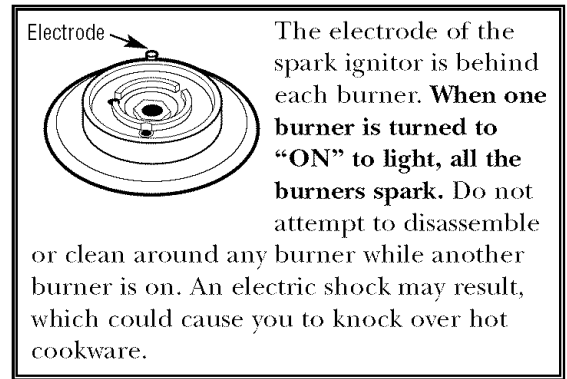 Electrode
The electrode of the
spark ignitor is behind
each burner. When one
burner is turned to
“ON” to light, all the
burners spark. Do not
attempt to disassemble
or clean around any burner while another
burner is on. An electric shock may result,
which could cause you to knock over hot
cookware.